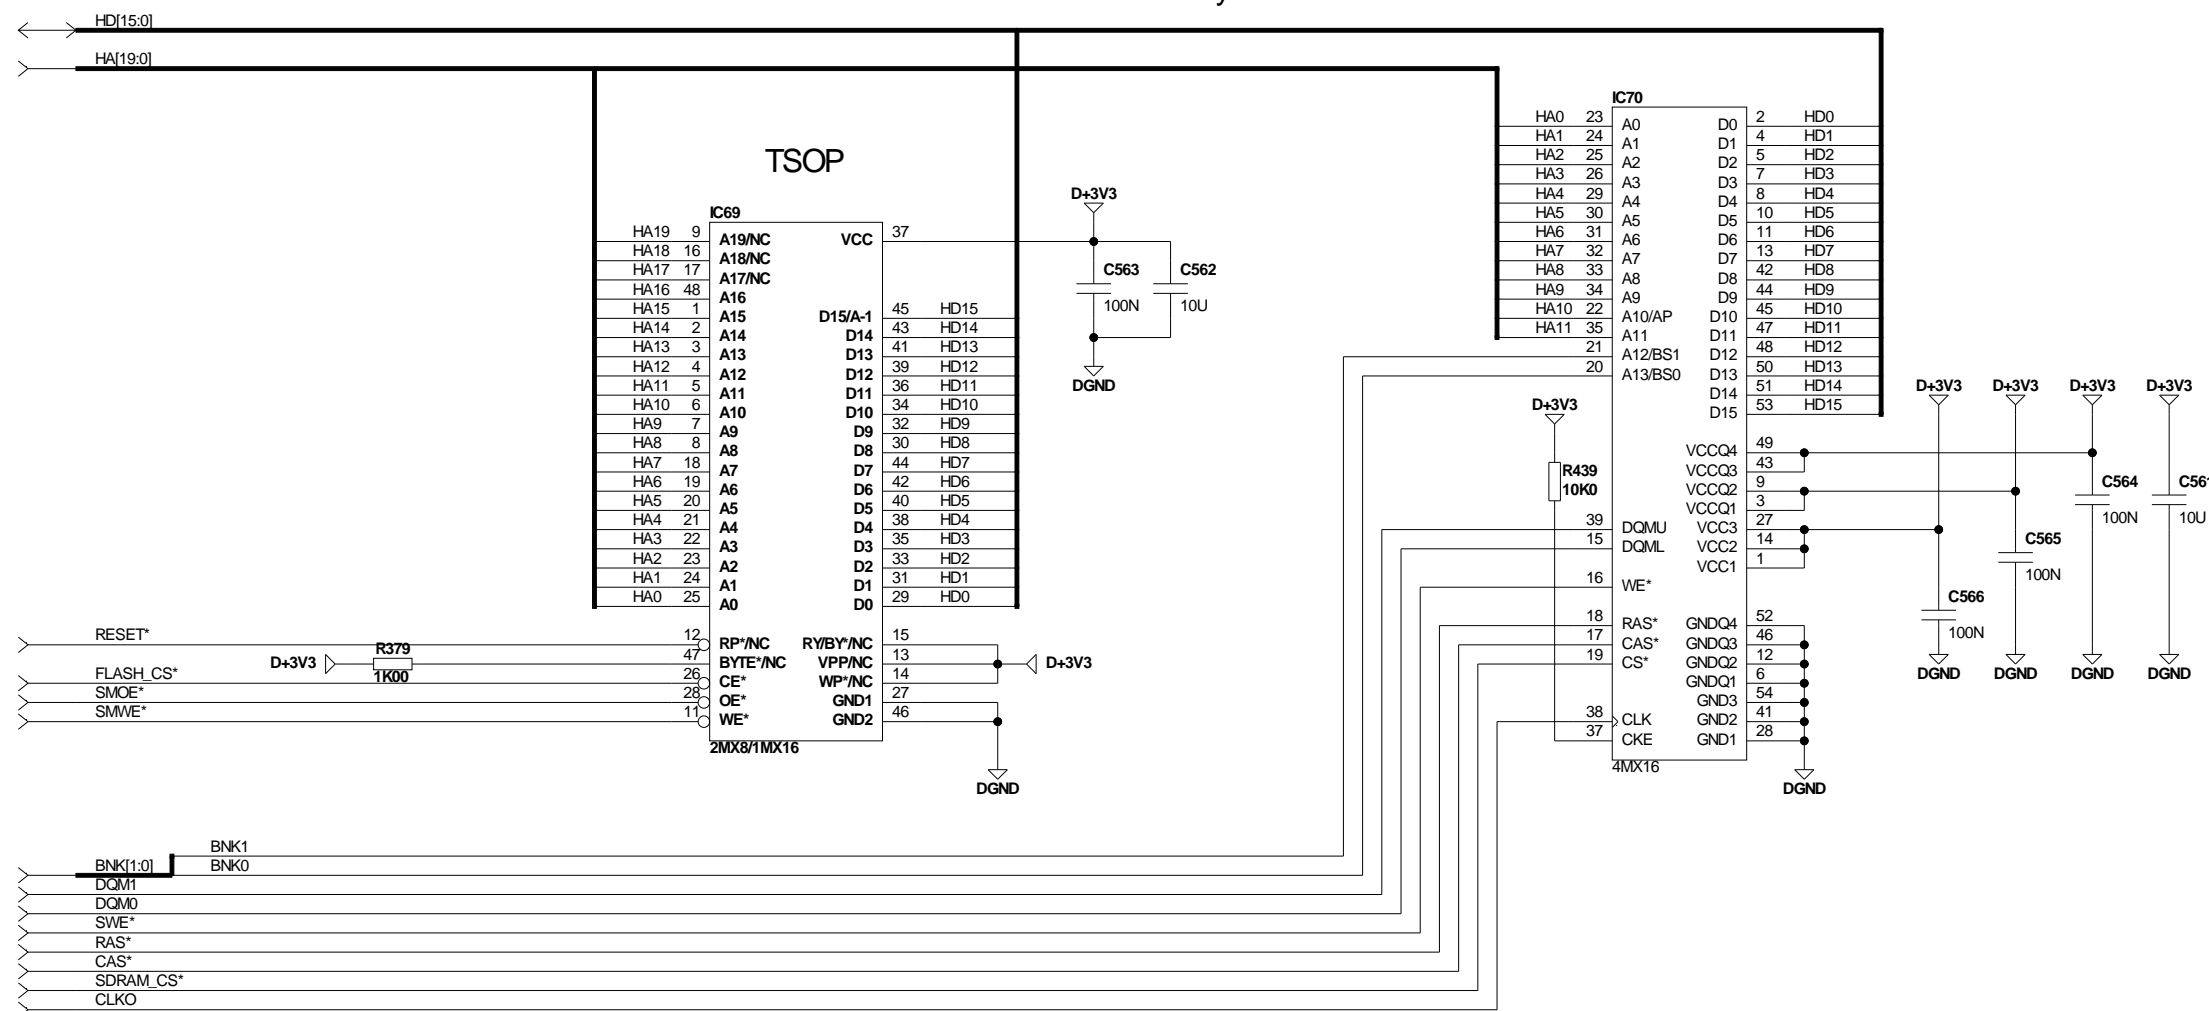 HD[15:0]
HA[19:0]
TSOP
IC69
HA19 9 A19/NC VCC 37
HA18 16 A18/NC
HA17 17 A17/NC
HA16 48 A16
HA15 1 A15 D15/A-1 45 HD15
HA14 2 A14 D14 43 HD14
HA13 3 A13 D13 41 HD13
HA12 4 A12 D12 39 HD12
HA11 5 A11 D11 36 HD11
HA10 6 A10 D10 34 HD10
HA9 7 A9 D9 32 HD9
HA8 8 A8 D8 30 HD8
HA7 18 A7 D7 44 HD7
HA6 19 A6 D6 42 HD6
HA5 20 A5 D5 40 HD5
HA4 21 A4 D4 38 HD4
HA3 22 A3 D3 35 HD3
HA2 23 A2 D2 33 HD2
HA1 24 A1 D1 31 HD1
HA0 25 A0 D0 29 HD0
RESET* 12 RP*/NC RY/BY*/NC 15
D+3V3 R379 1K00 47 BYTE*/NC VPP/NC 13 D+3V3
FLASH_CS* 26 CE* WP*/NC 14
SMOE* 28 OE* GND1 27
SMWE* 11 WE* GND2 46
2MX8/1MX16
DGND
D+3V3
C563 C562
100N 10U
DGND
IC70
HA0 23 A0 D0 2 HD0
HA1 24 A1 D1 4 HD1
HA2 25 A2 D2 5 HD2
HA3 26 A3 D3 7 HD3
HA4 29 A4 D4 8 HD4
HA5 30 A5 D5 10 HD5
HA6 31 A6 D6 11 HD6
HA7 32 A7 D7 13 HD7
HA8 33 A8 D8 42 HD8
HA9 34 A9 D9 44 HD9
HA10 22 A10/AP D10 45 HD10
HA11 35 A11 D11 47 HD11
21 A12/BS1 D12 48 HD12
20 A13/BS0 D13 50 HD13
D14 51 HD14
D15 53 HD15
D+3V3
R439
10K0
VCCQ4 49
VCCQ3 43
VCCQ2 9
VCCQ1 3
39 DQMU VCC3 27
15 DQML VCC2 14
VCC1 1
16 WE*
18 RAS* GNDQ4 52
17 CAS* GNDQ3 46
19 CS* GNDQ2 12
GNDQ1 6
GND3 54
38 CLK GND2 41
37 CKE GND1 28
4MX16
DGND
D+3V3 D+3V3 D+3V3 D+3V3
C564
100N
10U
C565
100N
C566
100N
DGND DGND DGND DGND
BNK1
BNK[1:0] BNK0
DQM1
DQM0
SWE*
RAS*
CAS*
SDRAM_CS*
CLKO